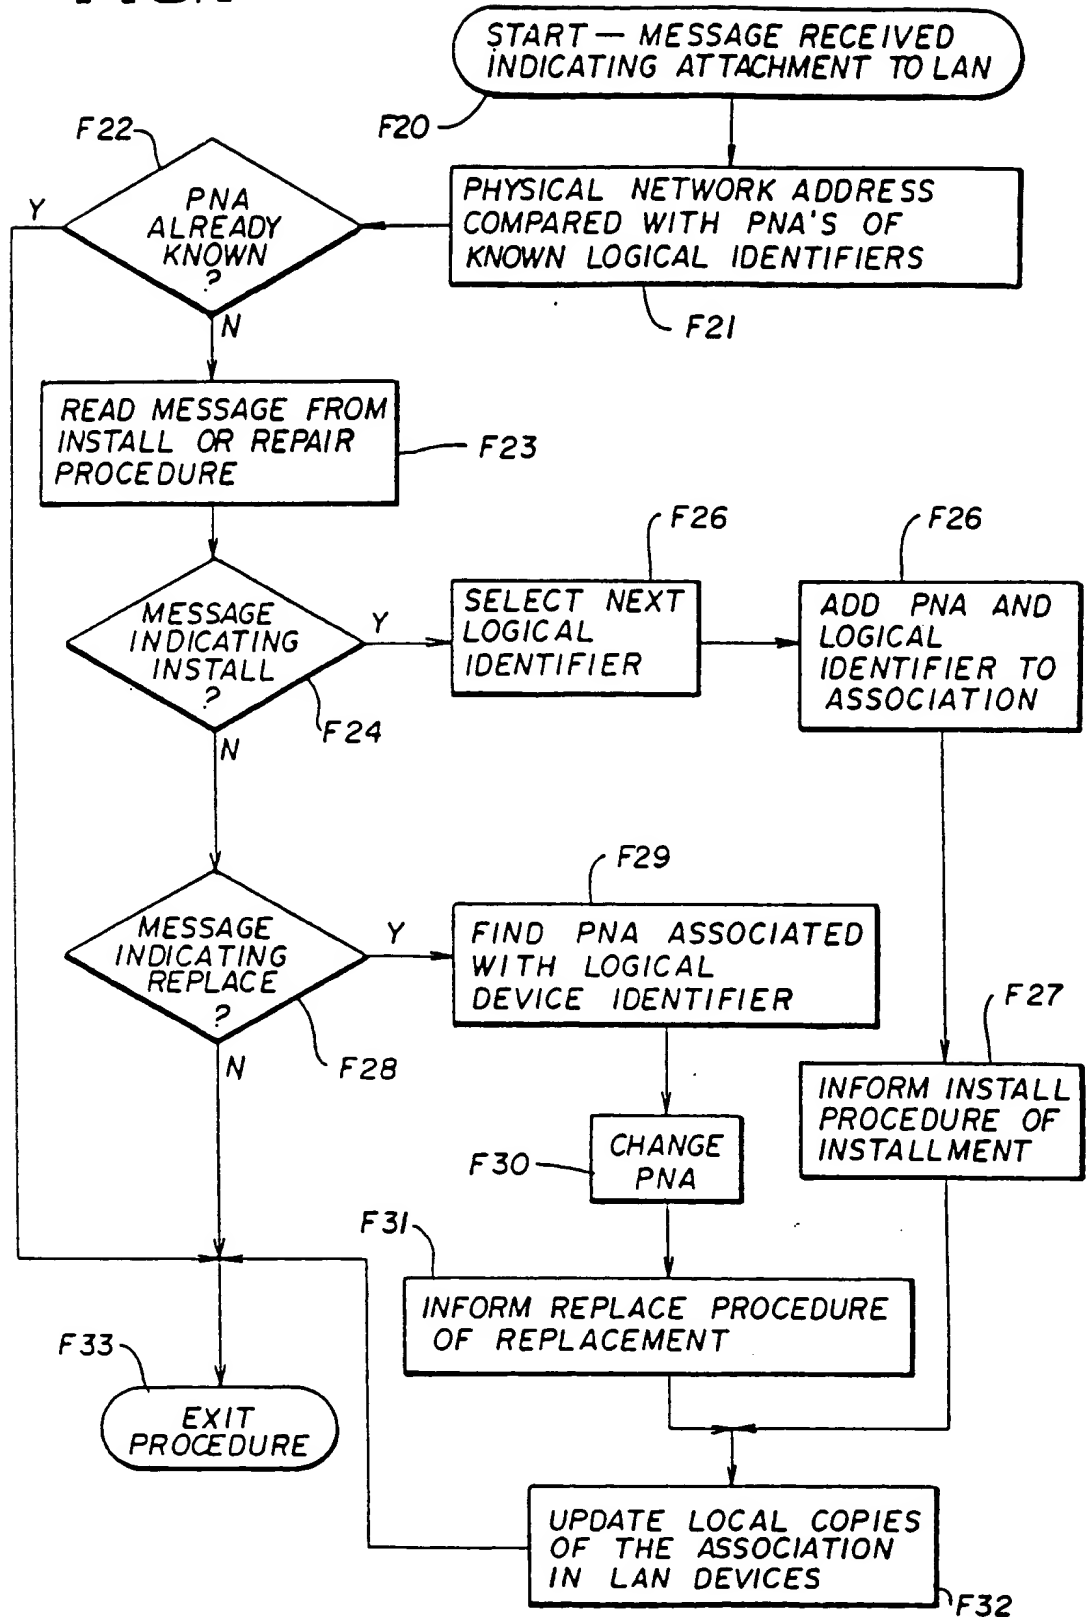 START — MESSAGE RECEIVED
INDICATING ATTACHMENT TO LAN
F20
PHYSICAL NETWORK ADDRESS
COMPARED WITH PNA'S OF
KNOWN LOGICAL IDENTIFIERS
F21
F22
PNA
ALREADY
KNOWN
?
Y
N
READ MESSAGE FROM
INSTALL OR REPAIR
PROCEDURE
F23
MESSAGE
INDICATING
INSTALL
?
Y
F24
N
F26
SELECT NEXT
LOGICAL
IDENTIFIER
F26
ADD PNA AND
LOGICAL
IDENTIFIER TO
ASSOCIATION
MESSAGE
INDICATING
REPLACE
?
Y
F28
N
F29
FIND PNA ASSOCIATED
WITH LOGICAL
DEVICE IDENTIFIER
F27
INFORM INSTALL
PROCEDURE OF
INSTALLMENT
F30
CHANGE
PNA
F31
INFORM REPLACE PROCEDURE
OF REPLACEMENT
F33
EXIT
PROCEDURE
UPDATE LOCAL COPIES
OF THE ASSOCIATION
IN LAN DEVICES
F32